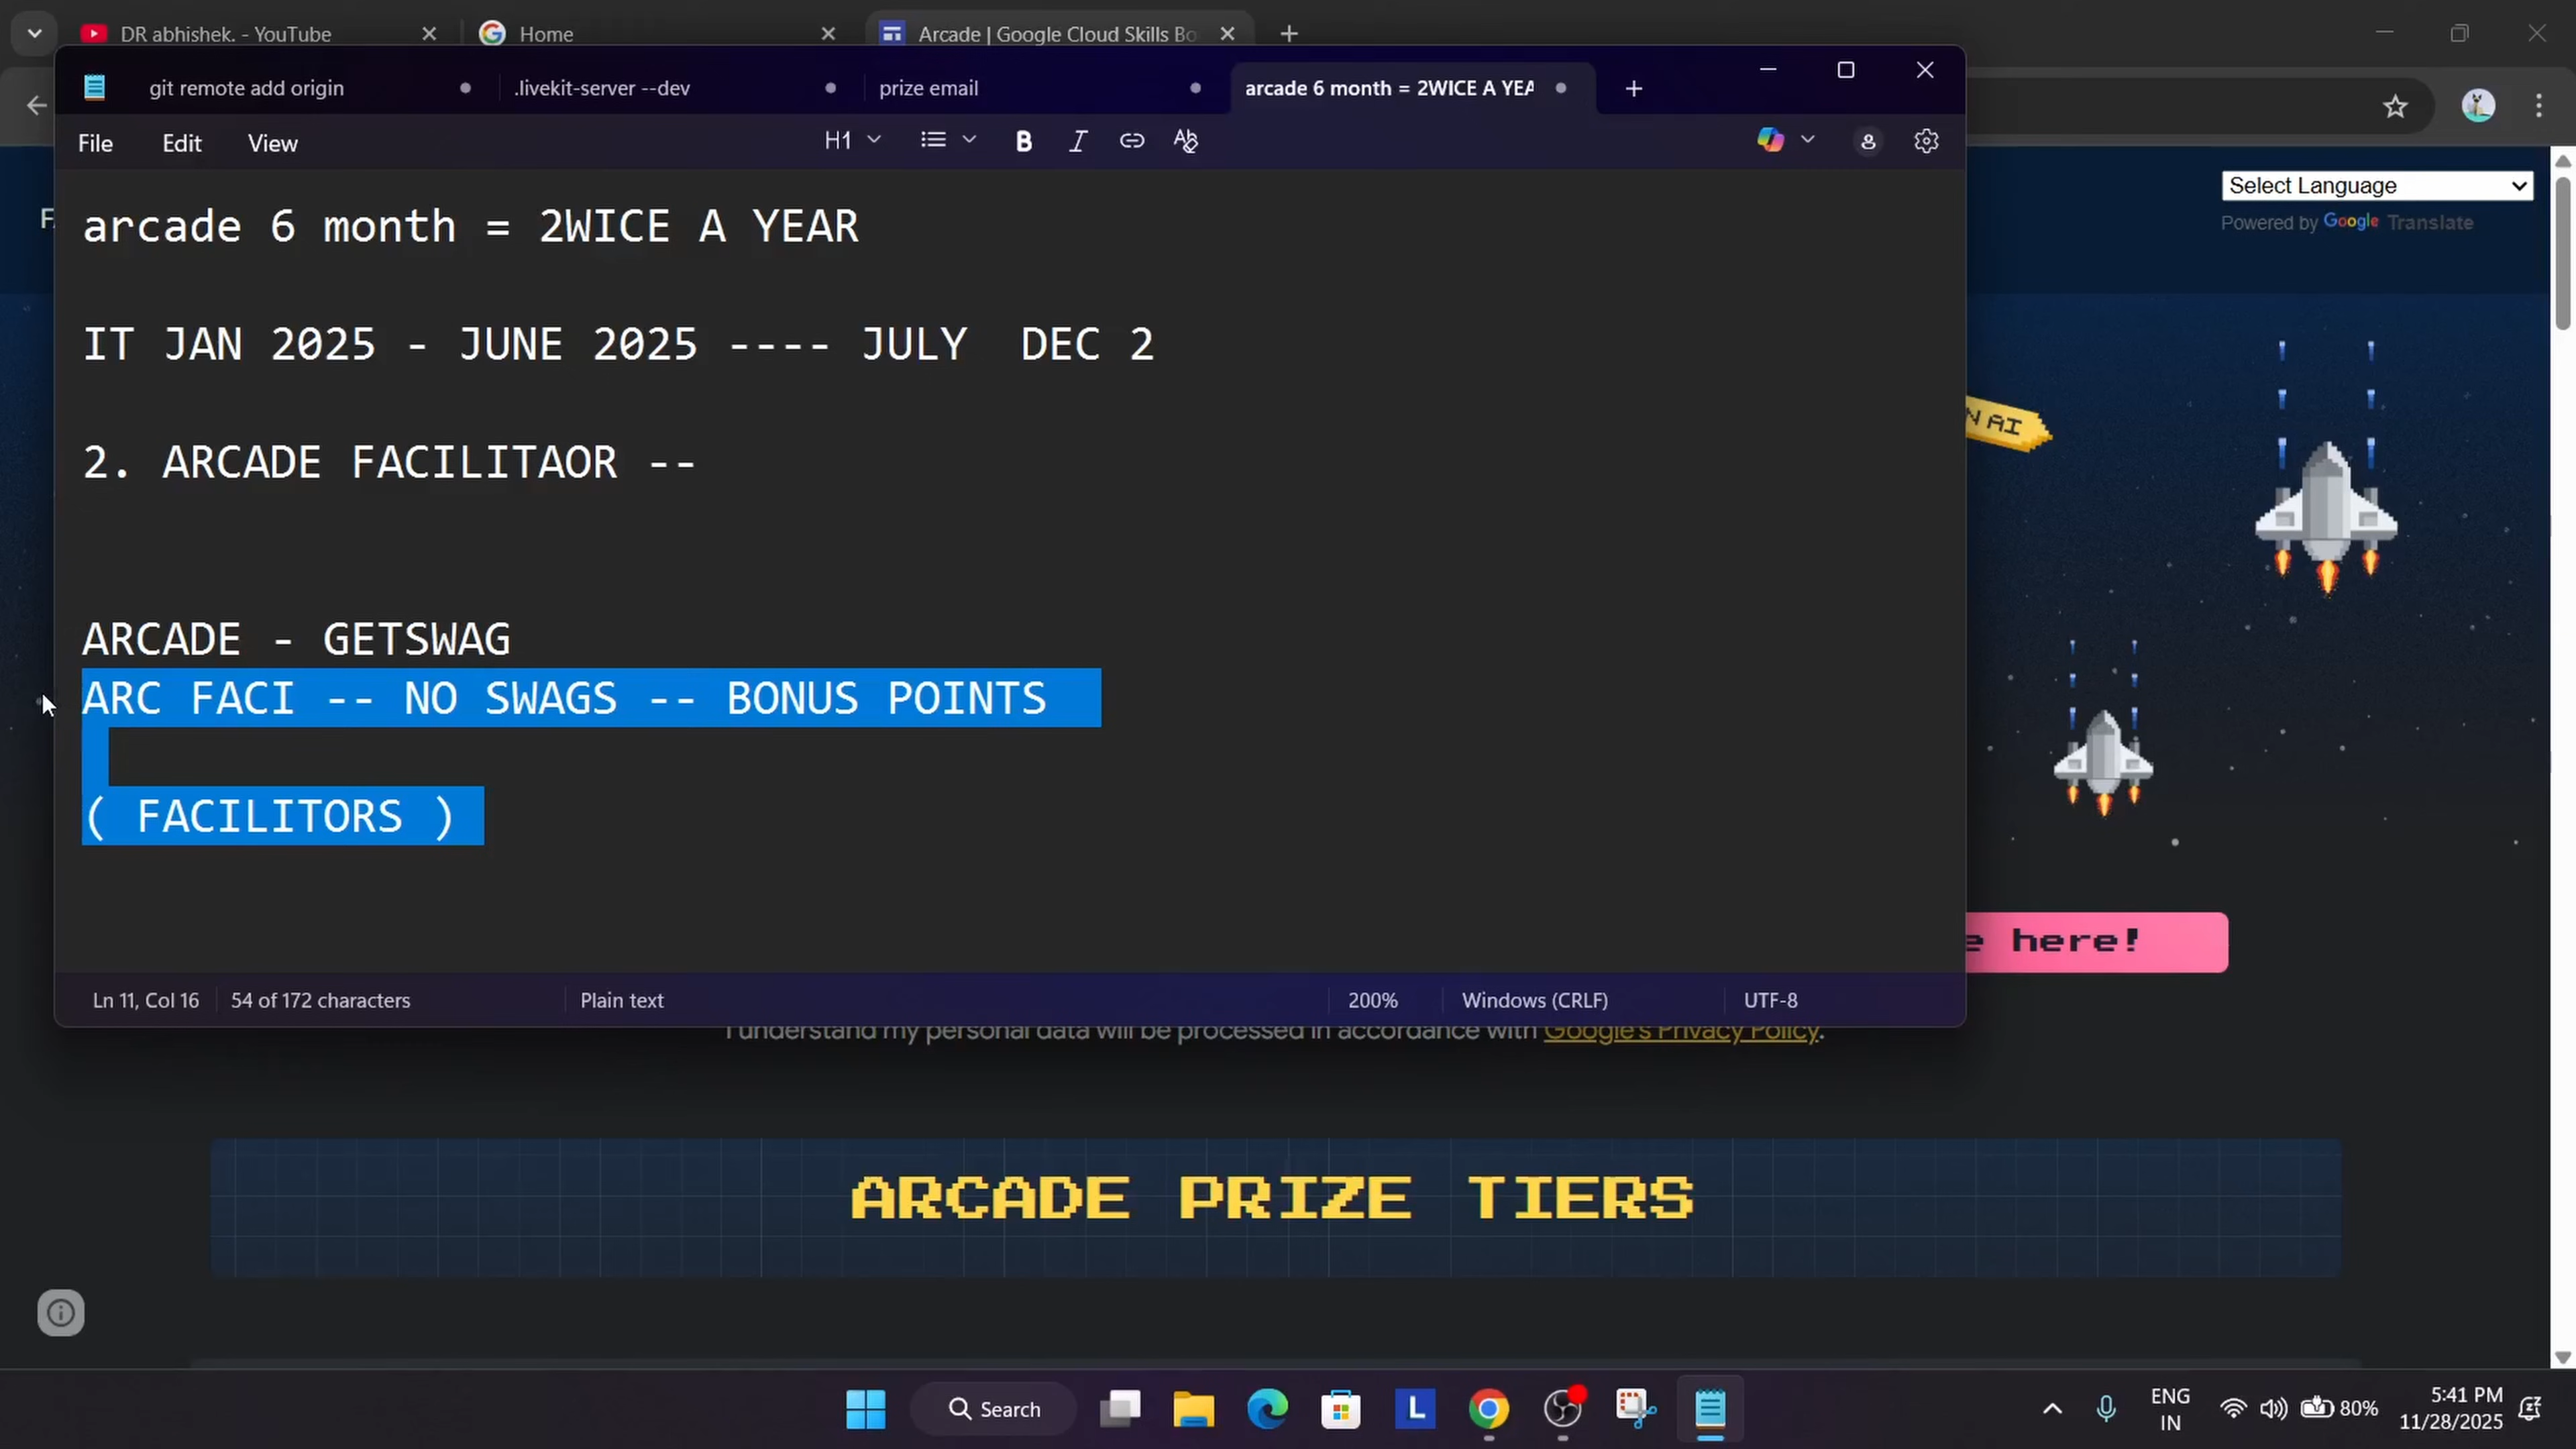 DR abhishek. - YouTube
Home
Arcade | Google Cloud Skills Bo
git remote add origin
.livekit-server --dev
prize email
arcade 6 month = 2WICE A YEA
File
Edit
View
H1
B
I
Select Language
Powered by Google Translate
arcade 6 month = 2WICE A YEAR
IT JAN 2025 - JUNE 2025 ---- JULY  DEC 2
2. ARCADE FACILITAOR --
N AI
ARCADE - GETSWAG
ARC FACI -- NO SWAGS -- BONUS POINTS
( FACILITORS )
e here!
Ln 11, Col 16
54 of 172 characters
Plain text
200%
Windows (CRLF)
UTF-8
I understand my personal data will be processed in accordance with Google's Privacy Policy.
ARCADE PRIZE TIERS
Search
L
ENG
IN
80%
5:41 PM
11/28/2025